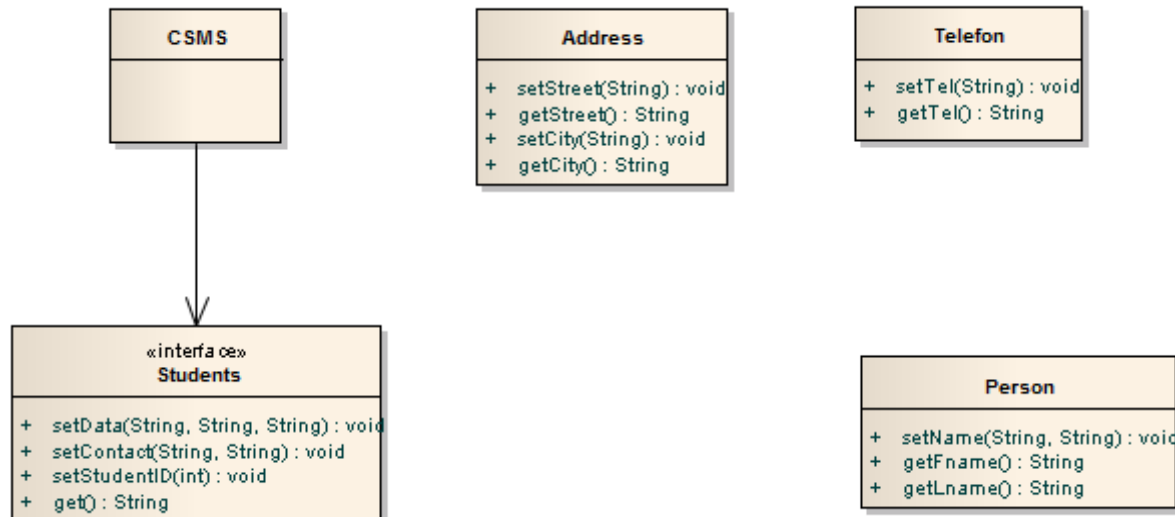 CSMS
Address
+ setStreet(String) : void
+ getStreet() : String
+ setCity(String) : void
+ getCity() : String
Telefon
+ setTel(String) : void
+ getTel() : String
«interface»
Students
+ setData(String, String, String) : void
+ setContact(String, String) : void
+ setStudentID(int) : void
+ get() : String
Person
+ setName(String, String) : void
+ getFname() : String
+ getLname() : String